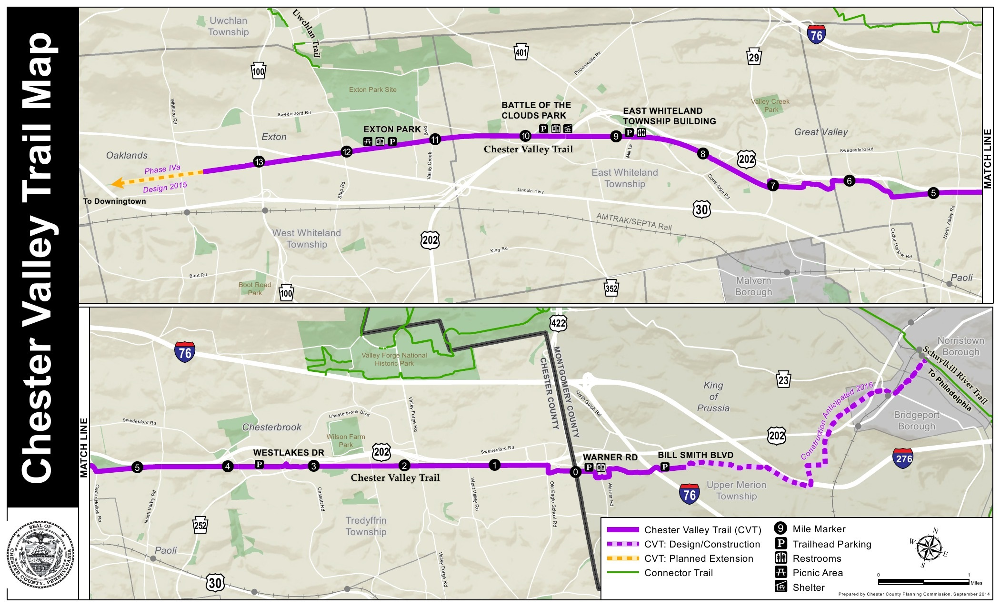 Chester Valley Trail Map
SEAL OF
CHESTER COUNTY, PENNSYLVANIA
Uwchlan
Township
Uwchlan Trail
100
401
29
76
Phoenixville Pk
Whitford Rd
Exton Park Site
Swedesford Rd
Valley Creek
Park
BATTLE OF THE
CLOUDS PARK
P
EAST WHITELAND
TOWNSHIP BUILDING
P
EXTON PARK
P
Blvd
Exton
Great Valley
Oaklands
13
12
11
10
9
8
7
6
5
Chester Valley Trail
Mill La
202
Swedesford Rd
Phase IVa
Design 2015
To Downingtown
Valley Creek
East Whiteland
Township
Ship Rd
Conestoga Rd
Lincoln Hwy
30
AMTRAK/SEPTA Rail
West Whiteland
Township
202
King Rd
Cedar Hollow Rd
North Valley Rd
Boot Rd
Boot Road
Park
100
352
Malvern
Borough
Paoli
MATCH LINE
MATCH LINE
76
422
Valley Forge National
Historic Park
MONTGOMERY COUNTY
CHESTER COUNTY
King
of
Prussia
23
Norristown
Borough
Schuylkill River Trail
To Philadelphia
Construction Anticipated 2016
Bridgeport
Borough
North Gulph Rd
Valley Forge Rd
Chesterbrook Blvd
Swedesford Rd
Chesterbrook
Wilson Farm
Park
202
202
276
WESTLAKES DR
P
Swedesford Rd
WARNER RD
P
BILL SMITH BLVD
P
5
4
3
2
1
0
Chester Valley Trail
Cedar Hollow Rd
North Valley Rd
Cassatt Rd
West Valley Rd
Old Eagle School Rd
Warner Rd
76
Upper Merion
Township
252
Tredyffrin
Township
Paoli
30
Valley Forge Rd
Chester Valley Trail (CVT)
CVT: Design/Construction
CVT: Planned Extension
Connector Trail
9 Mile Marker
P Trailhead Parking
Restrooms
Picnic Area
Shelter
N
W
E
S
0 1
Miles
Prepared by Chester County Planning Commission, September 2014